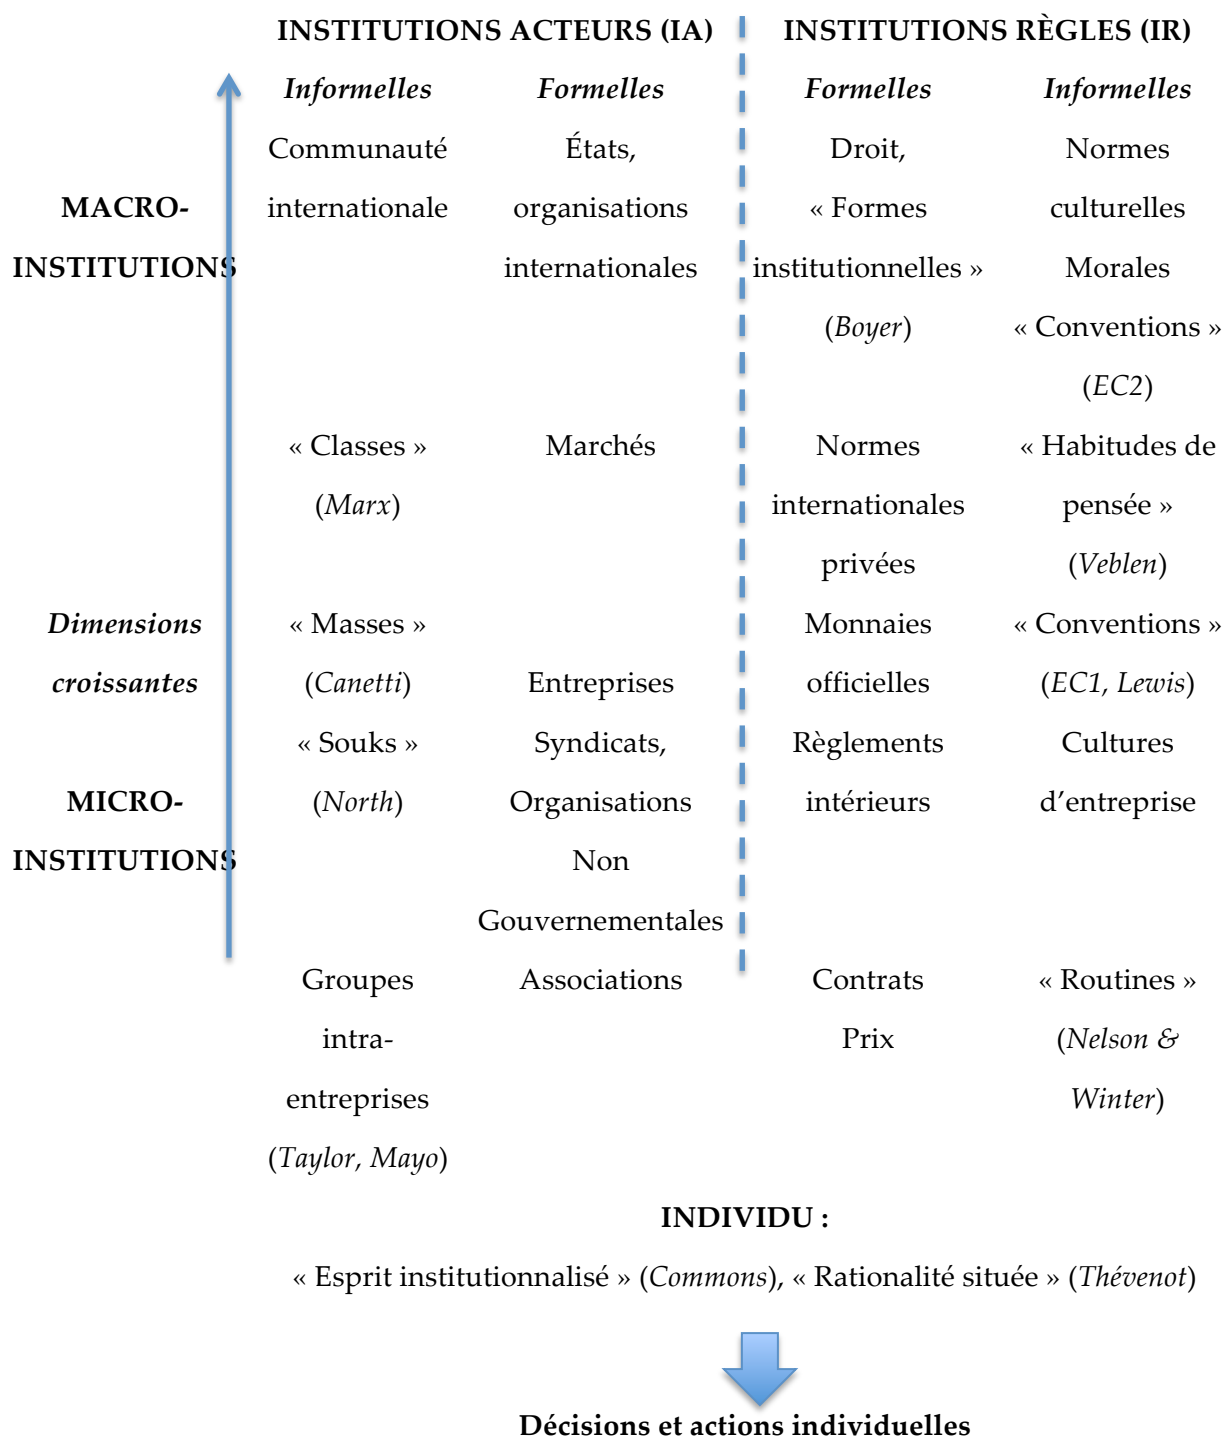 INSTITUTIONS ACTEURS (IA) INSTITUTIONS RÈGLES (IR)
Informelles Formelles Formelles Informelles
Communauté États, Droit, Normes
MACRO- internationale organisations « Formes culturelles
INSTITUTIONS internationales institutionnelles » Morales
(Boyer) « Conventions »
(EC2)
« Classes » Marchés Normes « Habitudes de
(Marx) internationales pensée »
privées (Veblen)
Dimensions « Masses » Monnaies « Conventions »
croissantes (Canetti) Entreprises officielles (EC1, Lewis)
« Souks » Syndicats, Règlements Cultures
MICRO- (North) Organisations intérieurs d’entreprise
INSTITUTIONS Non
Gouvernementales
Groupes Associations Contrats « Routines »
intra- Prix (Nelson &
entreprises Winter)
(Taylor, Mayo)
INDIVIDU :
« Esprit institutionnalisé » (Commons), « Rationalité située » (Thévenot)
Décisions et actions individuelles